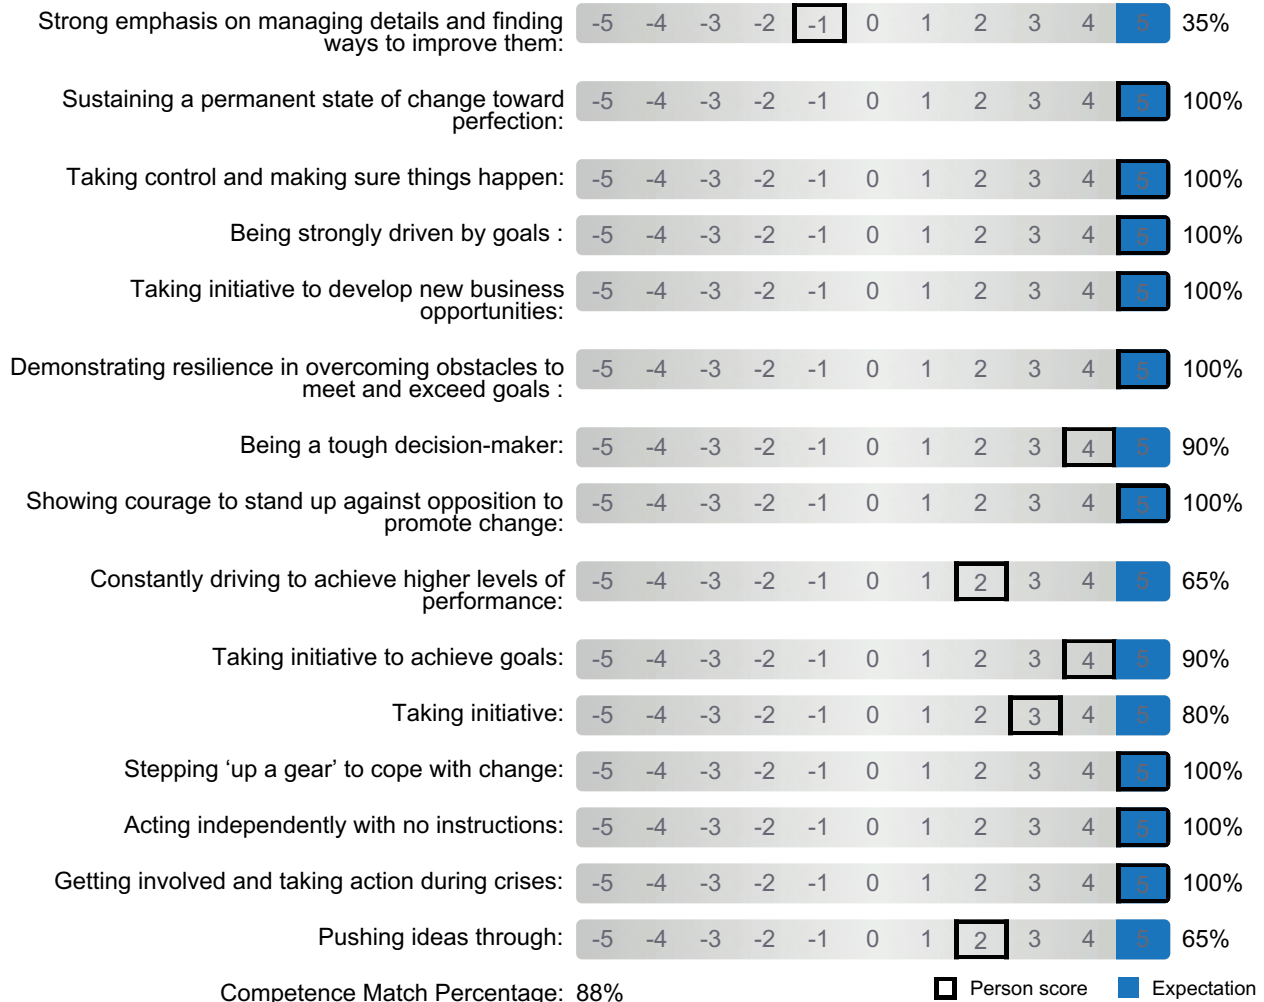 Strong emphasis on managing details and finding
ways to improve them:
-5 -4 -3 -2 -1 0 1 2 3 4 5 35%
Sustaining a permanent state of change toward
perfection:
-5 -4 -3 -2 -1 0 1 2 3 4 5 100%
Taking control and making sure things happen: -5 -4 -3 -2 -1 0 1 2 3 4 5 100%
Being strongly driven by goals : -5 -4 -3 -2 -1 0 1 2 3 4 5 100%
Taking initiative to develop new business
opportunities:
-5 -4 -3 -2 -1 0 1 2 3 4 5 100%
Demonstrating resilience in overcoming obstacles to
meet and exceed goals :
-5 -4 -3 -2 -1 0 1 2 3 4 5 100%
Being a tough decision-maker: -5 -4 -3 -2 -1 0 1 2 3 4 5 90%
Showing courage to stand up against opposition to
promote change:
-5 -4 -3 -2 -1 0 1 2 3 4 5 100%
Constantly driving to achieve higher levels of
performance:
-5 -4 -3 -2 -1 0 1 2 3 4 5 65%
Taking initiative to achieve goals: -5 -4 -3 -2 -1 0 1 2 3 4 5 90%
Taking initiative: -5 -4 -3 -2 -1 0 1 2 3 4 5 80%
Stepping ‘up a gear’ to cope with change: -5 -4 -3 -2 -1 0 1 2 3 4 5 100%
Acting independently with no instructions: -5 -4 -3 -2 -1 0 1 2 3 4 5 100%
Getting involved and taking action during crises: -5 -4 -3 -2 -1 0 1 2 3 4 5 100%
Pushing ideas through: -5 -4 -3 -2 -1 0 1 2 3 4 5 65%
Competence Match Percentage: 88% Person score Expectation